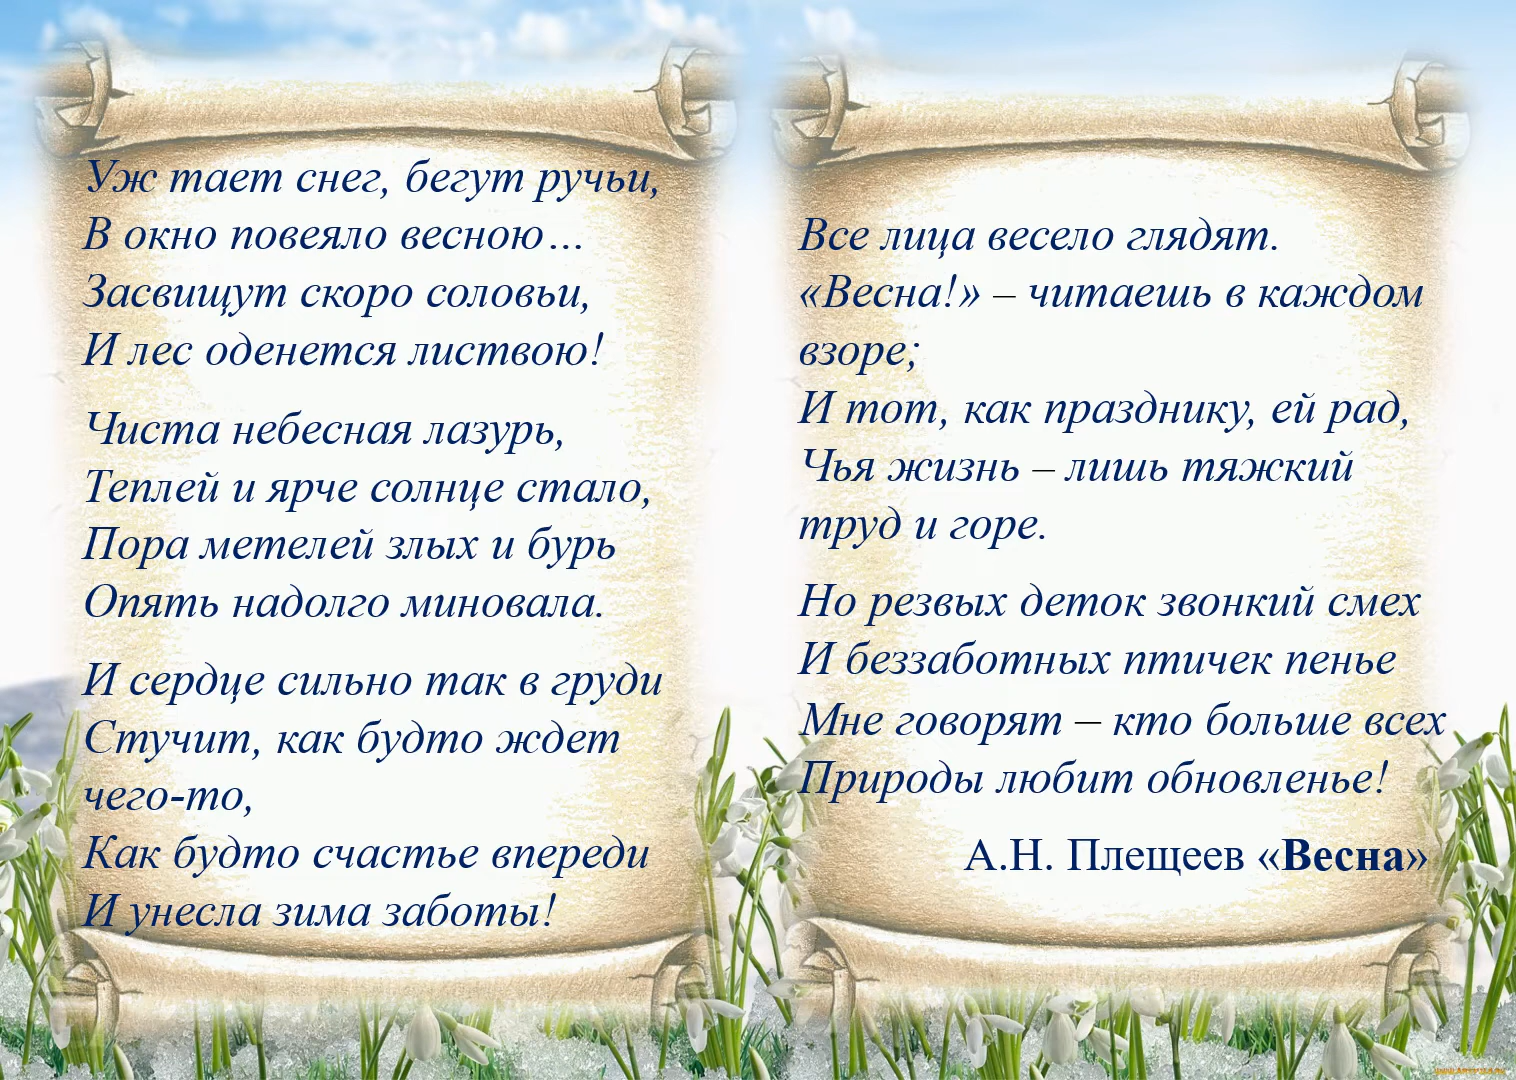 Уж тает снег, бегут ручьи,
В окно повеяло весною…
Засвищут скоро соловьи,
И лес оденется листвою!
Чиста небесная лазурь,
Теплей и ярче солнце стало,
Пора метелей злых и бурь
Опять надолго миновала.
И сердце сильно так в груди
Стучит, как будто ждет
чего-то,
Как будто счастье впереди
И унесла зима заботы!
Все лица весело глядят.
«Весна!» – читаешь в каждом
взоре;
И тот, как празднику, ей рад,
Чья жизнь – лишь тяжкий
труд и горе.
Но резвых деток звонкий смех
И беззаботных птичек пенье
Мне говорят – кто больше всех
Природы любит обновленье!
А.Н. Плещеев «Весна»